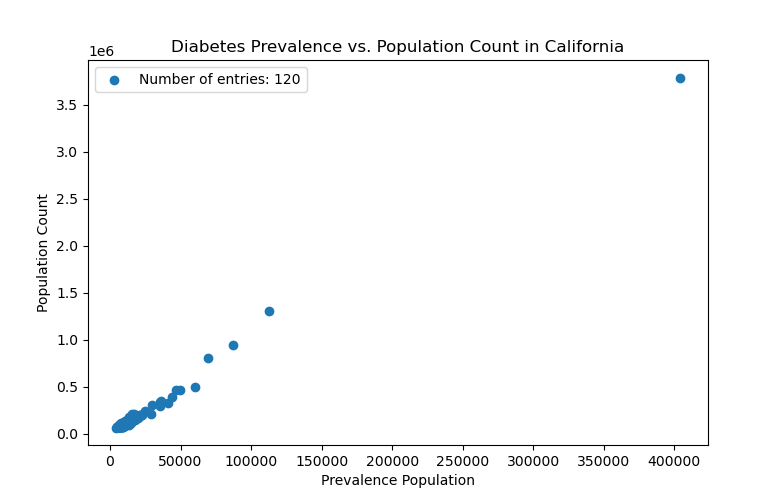 Diabetes Prevalence vs. Population Count in California
1e6
Number of entries: 120
3.5
3.0
2.5
2.0
1.5
1.0
0.5
0.0
Population Count
0 50000 100000 150000 200000 250000 300000 350000 400000
Prevalence Population